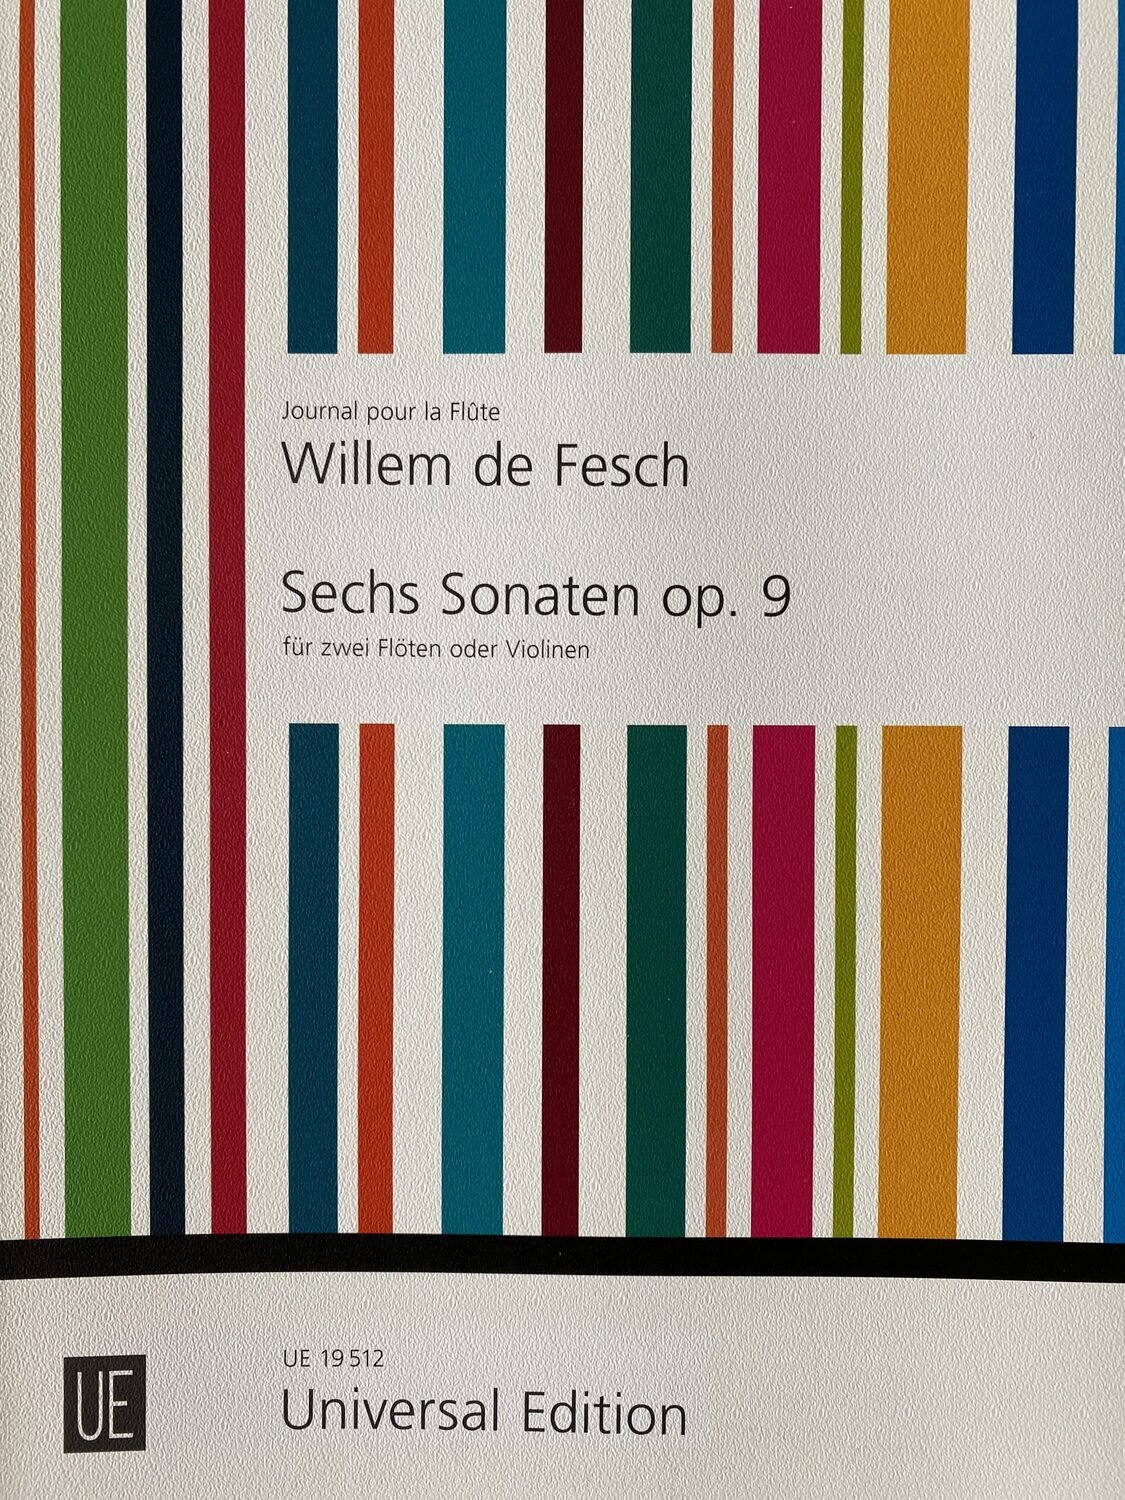 Journal pour la Flûte
Willem de Fesch
Sechs Sonaten op. 9
für zwei Flöten oder Violinen
UE 19 512
UE
Universal Edition